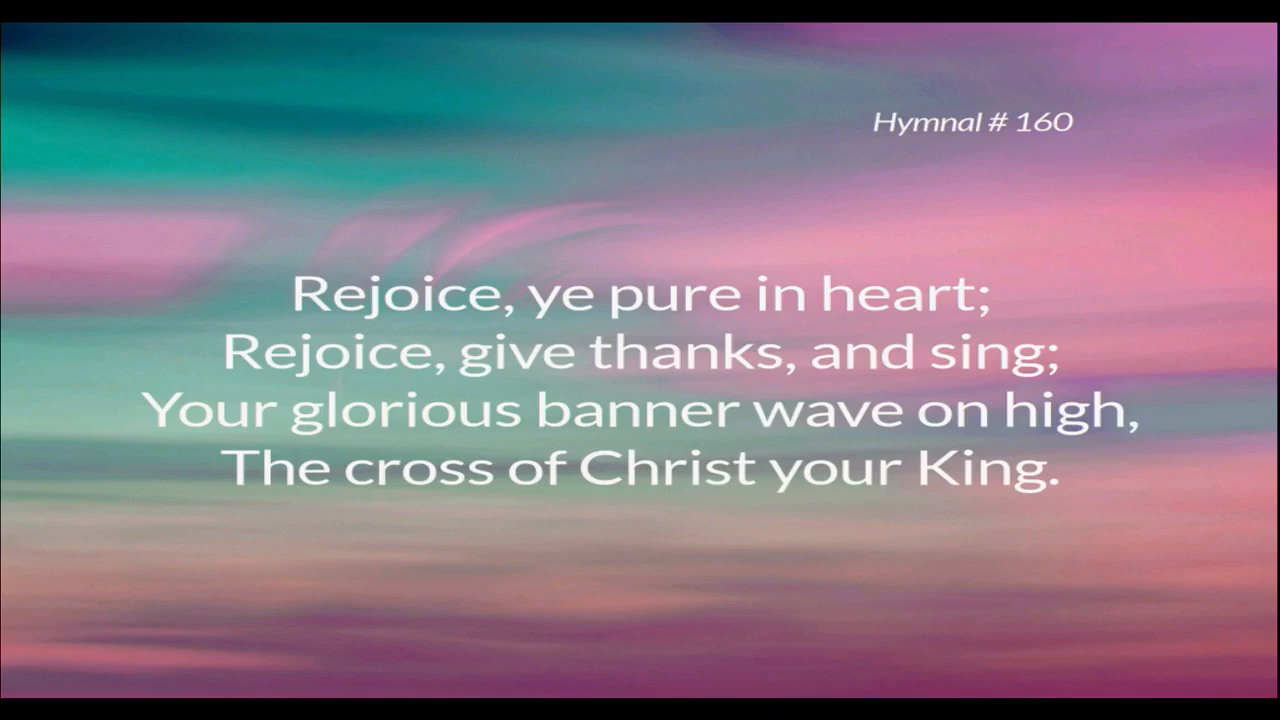 Hymnal # 160
Rejoice, ye pure in heart;
Rejoice, give thanks, and sing;
Your glorious banner wave on high,
The cross of Christ your King.